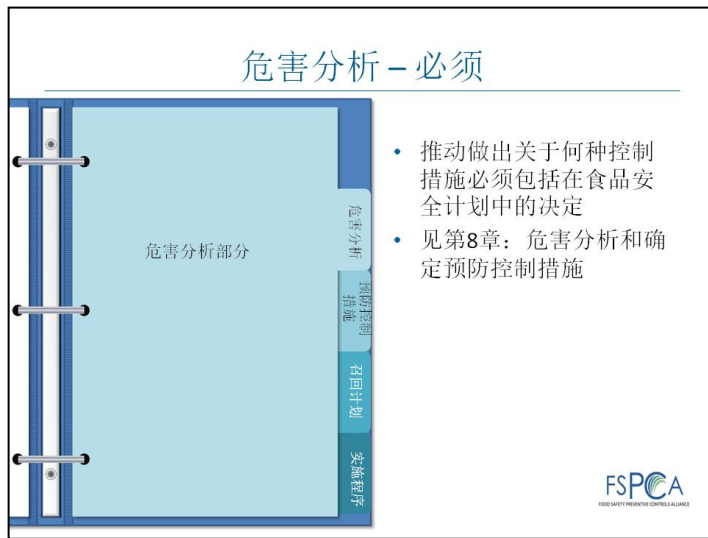 危害分析 – 必须
危害分析部分
危害分析
预防控制
措施
召回计划
实施程序
• 推动做出关于何种控制
措施必须包括在食品安
全计划中的决定
• 见第8章：危害分析和确
定预防控制措施
FSPCA
FOOD SAFETY PREVENTIVE CONTROLS ALLIANCE